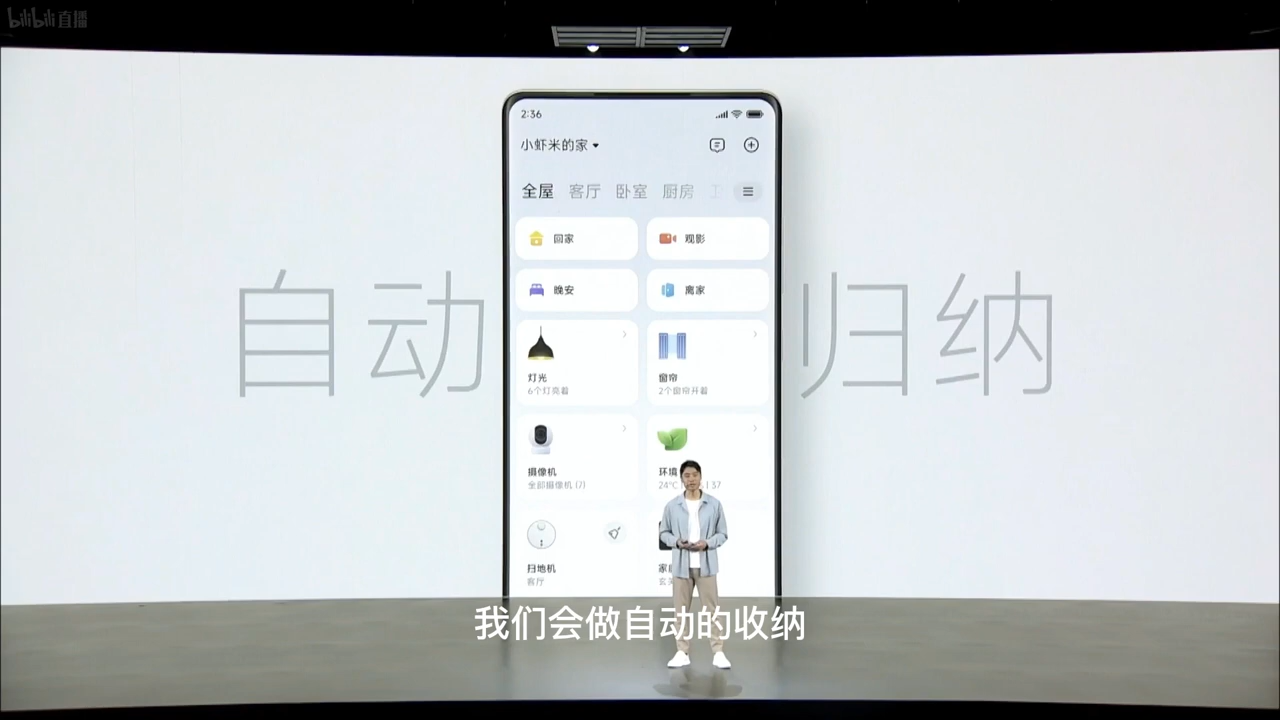 bilibili直播
2:36
小虾米的家
全屋 客厅 卧室 厨房
回家 观影
晚安 离家
自动归纳
灯光 窗帘
6个灯亮着 2个窗帘开着
摄像机 环境
全部摄像机 (7) 24°C 37
扫地机
客厅
我们会做自动的收纳